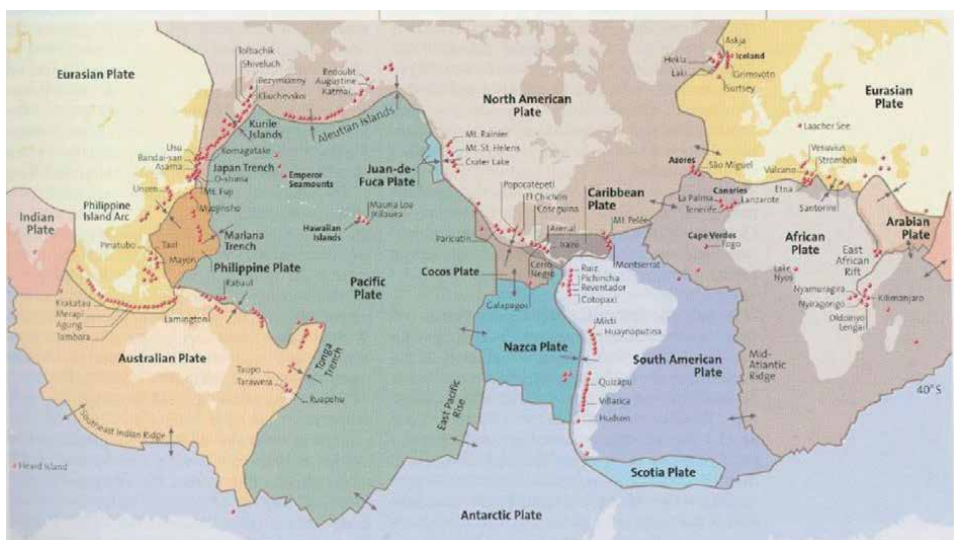 Askja
Hekla
Iceland
Laki
Grimsvötn
Surtsey
Tolbachik
Shiveluch
Bezymianny
Kliuchevskoi
Redoubt
Augustine
Katmai
Eurasian Plate
North American
Plate
Eurasian
Plate
Kurile
Islands
Aleutian Islands
Laacher See
Mt. Rainier
Mt. St. Helens
Crater Lake
Usu
Bandai-san
Asama
Komagatake
Japan Trench
O-shima
Mt. Fuji
Unzen
Emperor
Seamounts
Juan-de-
Fuca Plate
Azores
São Miguel
Vesuvius
Vulcano
Stromboli
Etna
Santorini
Popocatépetl
El Chichón
Coseguina
Caribbean
Plate
Canaries
La Palma
Lanzarote
Tenerife
Philippine
Island Arc
Myojinsho
Mauna Loa
Kilauea
Hawaiian
Islands
Arenal
Mt. Pelée
Indian
Plate
Arabian
Plate
Mariana
Trench
Paricutin
Irazú
Cape Verdes
Fogo
African
Plate
East
African
Rift
Pinatubo
Taal
Mayon
Philippine Plate
Cocos Plate
Cerro
Negro
Montserrat
Ruiz
Pichincha
Reventador
Cotopaxi
Lake
Nyos
Rabaul
Pacific
Plate
Galapagos
Nyamuragira
Nyiragongo
Kilimanjaro
Oldoinyo
Lengai
Krakatau
Merapi
Agung
Tambora
Lamington
Misti
Huaynaputina
Australian Plate
Tonga
Trench
Nazca Plate
South American
Plate
Mid-
Atlantic
Ridge
Taupo
Tarawera
Ruapehu
Quizapu
Villarica
Hudson
40° S
East Pacific
Rise
Southeast Indian Ridge
Heard Island
Scotia Plate
Antarctic Plate